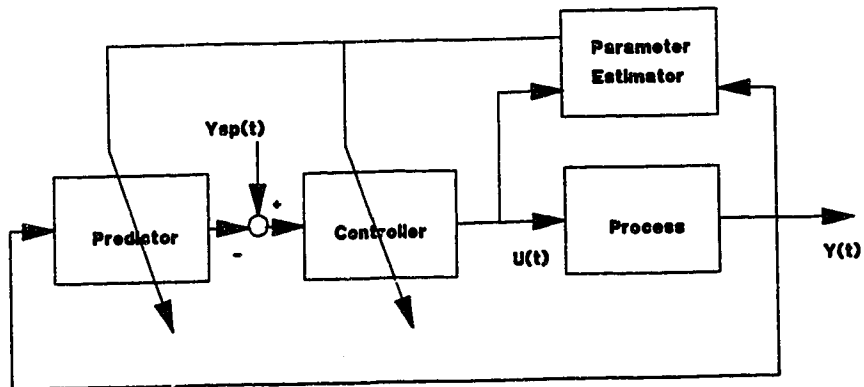 Parameter
Estimator
Ysp(t)
+
Predictor
-
Controller
Process
U(t)
Y(t)